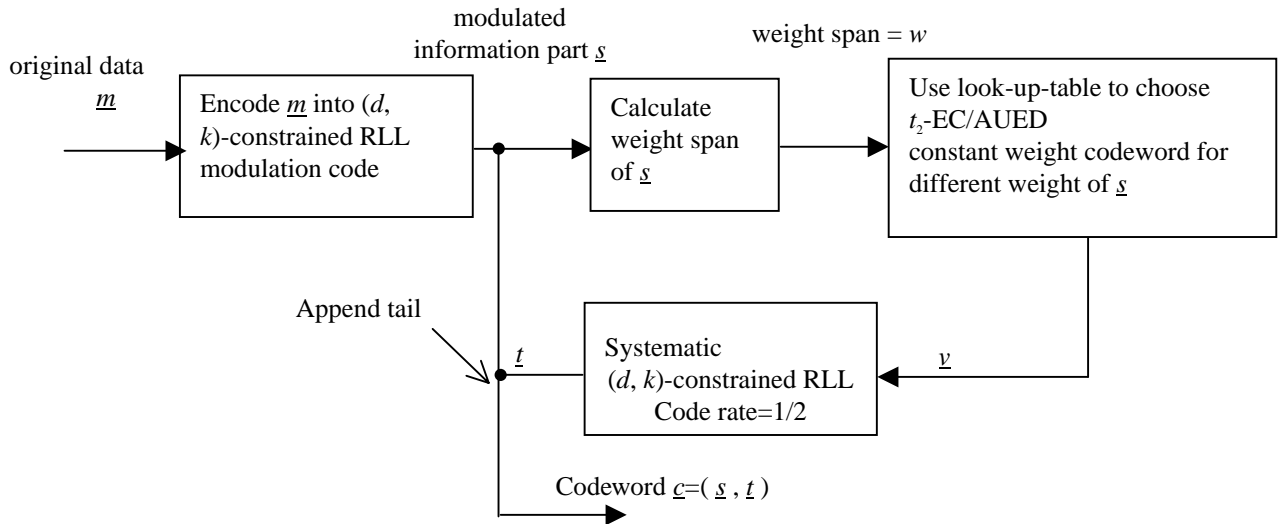 original data
m
Encode m into (d,
k)-constrained RLL
modulation code
modulated
information part s
Calculate
weight span
of s
weight span = w
Use look-up-table to choose
t₂-EC/AUED
constant weight codeword for
different weight of s
v
Systematic
(d, k)-constrained RLL
Code rate=1/2
t
Append tail
Codeword c=( s , t )